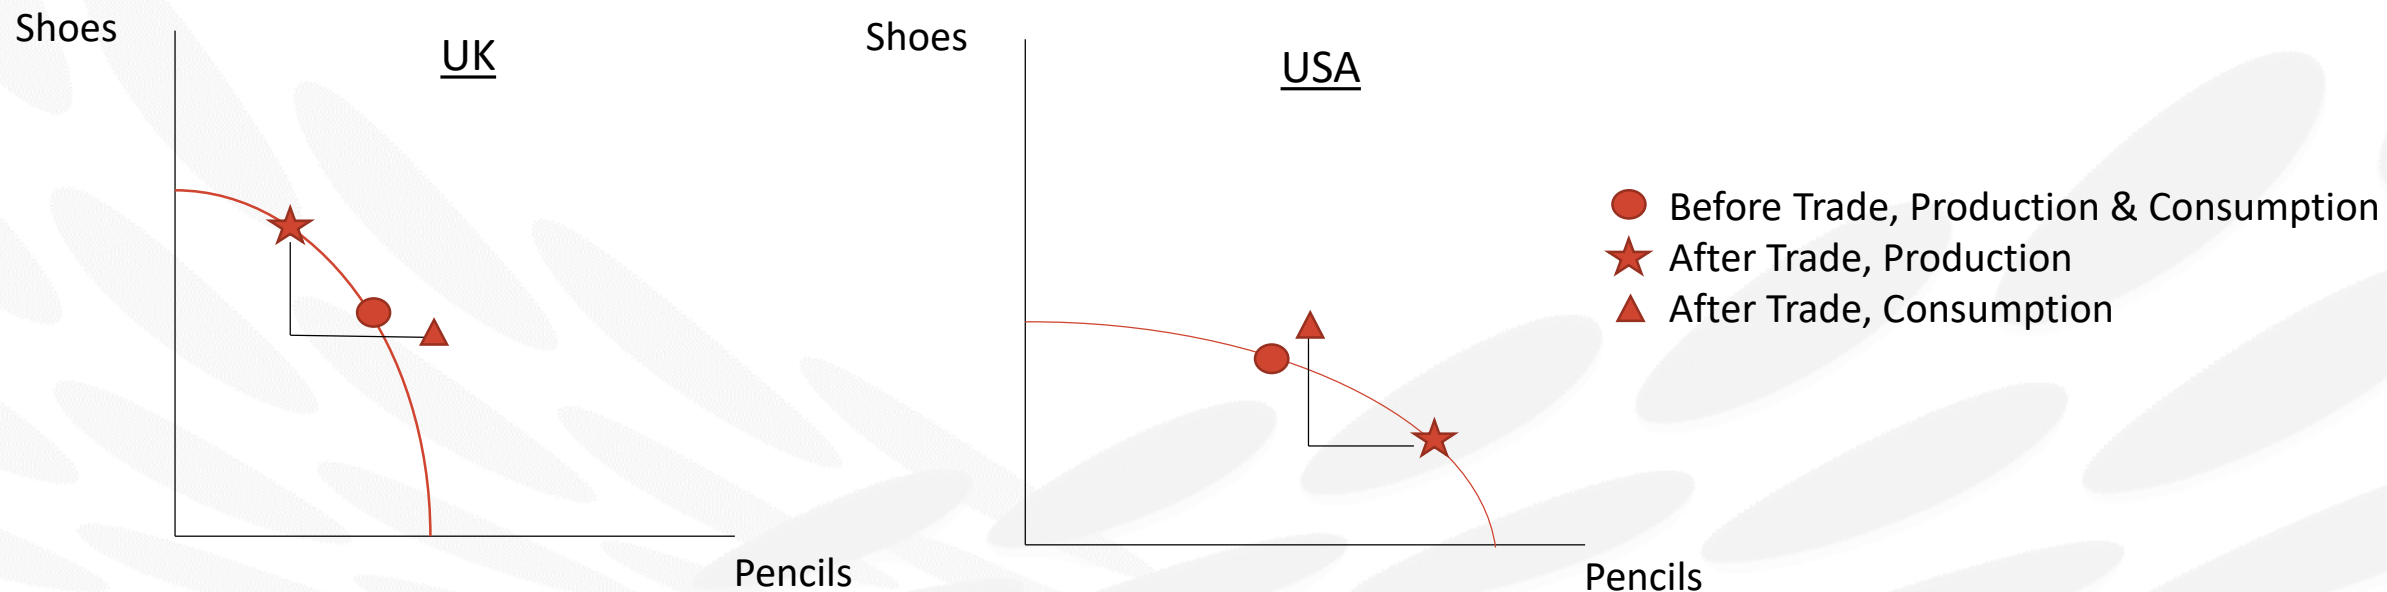 Shoes
UK
Pencils
Shoes
USA
Pencils
Before Trade, Production & Consumption
After Trade, Production
After Trade, Consumption